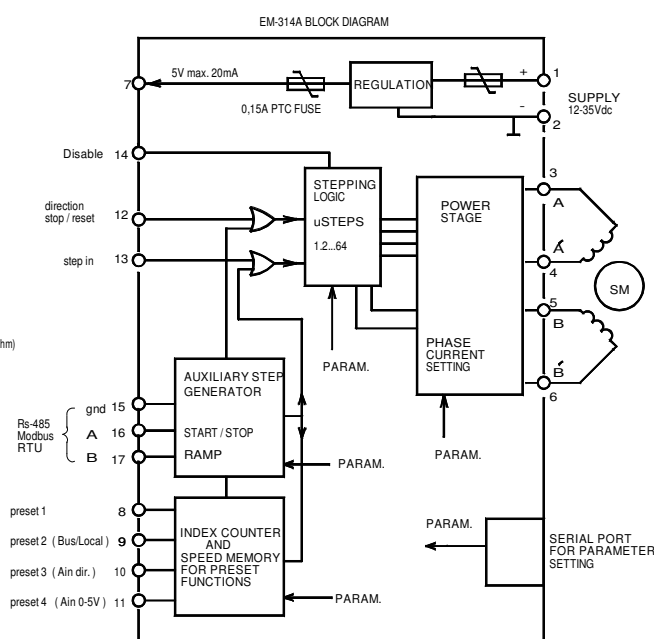 EM-314A BLOCK DIAGRAM
7
5V max. 20mA
0,15A PTC FUSE
REGULATION
+
1
-
2
SUPPLY
12-35Vdc
Disable 14
direction
stop / reset
12
step in 13
STEPPING
LOGIC
uSTEPS
1.2...64
POWER
STAGE
PHASE
CURRENT
SETTING
3
A
A´
4
SM
5
B
B´
6
PARAM.
PARAM.
hm)
AUXILIARY STEP
GENERATOR
START / STOP
RAMP
Rs-485
Modbus
RTU
gnd 15
A 16
B 17
PARAM.
preset 1 8
preset 2 ( Bus/Local ) 9
preset 3 (Ain dir.) 10
preset 4 ( Ain 0-5V ) 11
INDEX COUNTER
AND
SPEED MEMORY
FOR PRESET
FUNCTIONS
PARAM.
PARAM.
SERIAL PORT
FOR PARAMETER
SETTING